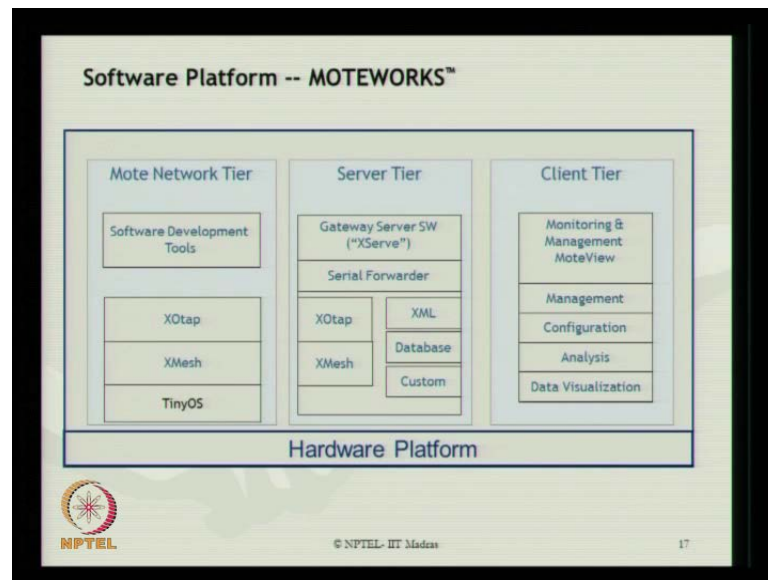 Software Platform -- MOTEWORKS™
Mote Network Tier
Software Development
Tools
XOtap
XMesh
TinyOS
Server Tier
Gateway Server SW
("XServe")
Serial Forwarder
XOtap
XMesh
XML
Database
Custom
Client Tier
Monitoring &
Management
MoteView
Management
Configuration
Analysis
Data Visualization
Hardware Platform
NPTEL
© NPTEL- IIT Madras
17